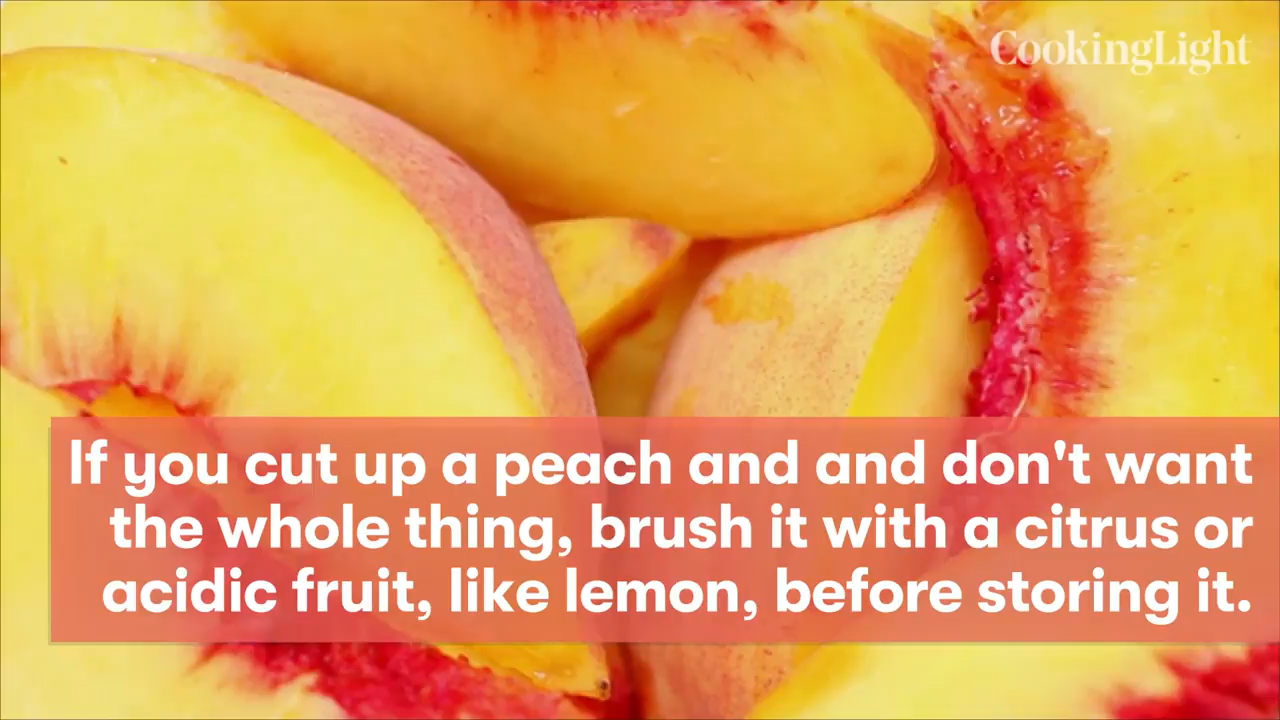 CookingLight
If you cut up a peach and and don't want
the whole thing, brush it with a citrus or
acidic fruit, like lemon, before storing it.